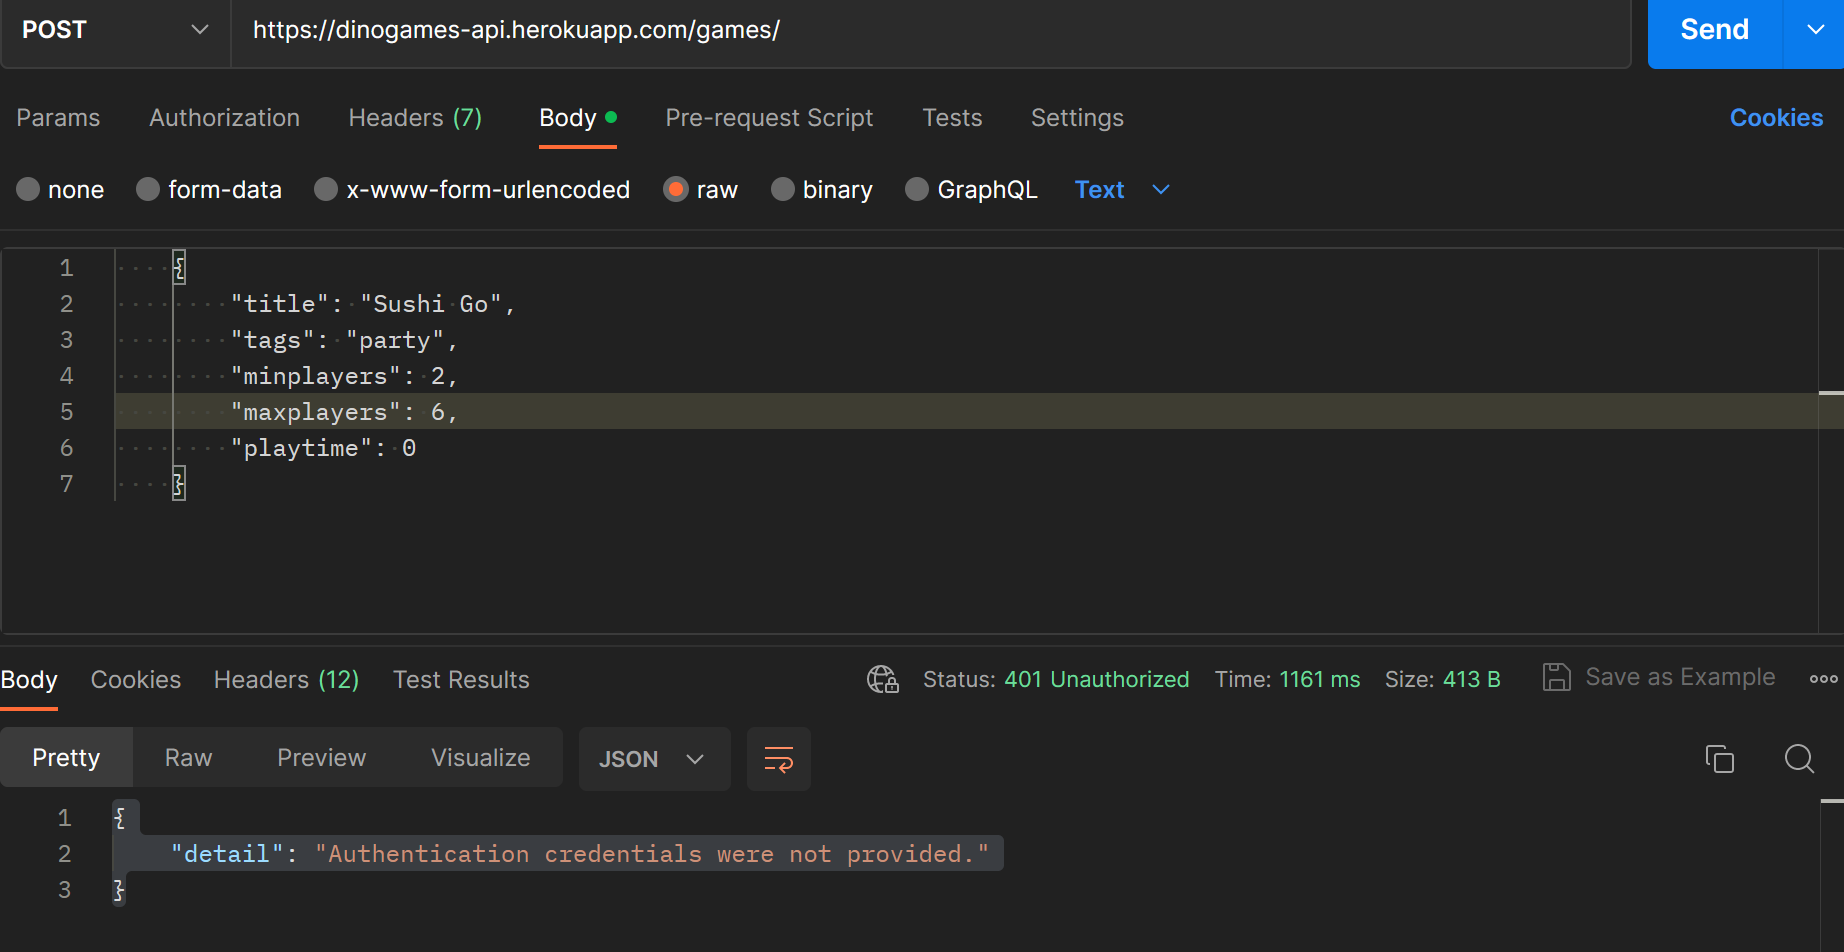 POST https://dinogames-api.herokuapp.com/games/ Send
Params Authorization Headers (7) Body Pre-request Script Tests Settings Cookies
none form-data x-www-form-urlencoded raw binary GraphQL Text
1 {
2 "title": "Sushi Go",
3 "tags": "party",
4 "minplayers": 2,
5 "maxplayers": 6,
6 "playtime": 0
7 }
Body Cookies Headers (12) Test Results Status: 401 Unauthorized Time: 1161 ms Size: 413 B Save as Example
Pretty Raw Preview Visualize JSON
1 {
2 "detail": "Authentication credentials were not provided."
3 }